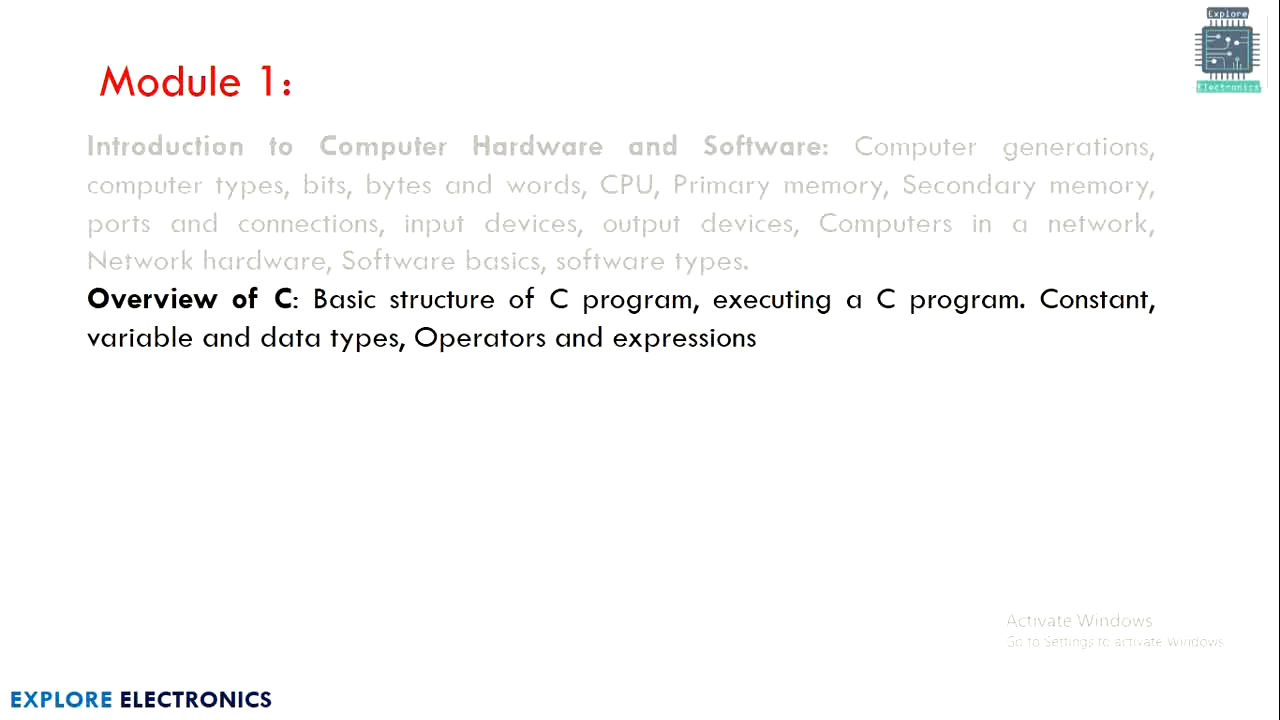 Explore
Electronics
Module 1:
Introduction to Computer Hardware and Software: Computer generations,
computer types, bits, bytes and words, CPU, Primary memory, Secondary memory,
ports and connections, input devices, output devices, Computers in a network,
Network hardware, Software basics, software types.
Overview of C: Basic structure of C program, executing a C program. Constant,
variable and data types, Operators and expressions
Activate Windows
Go to Settings to activate Windows.
EXPLORE ELECTRONICS